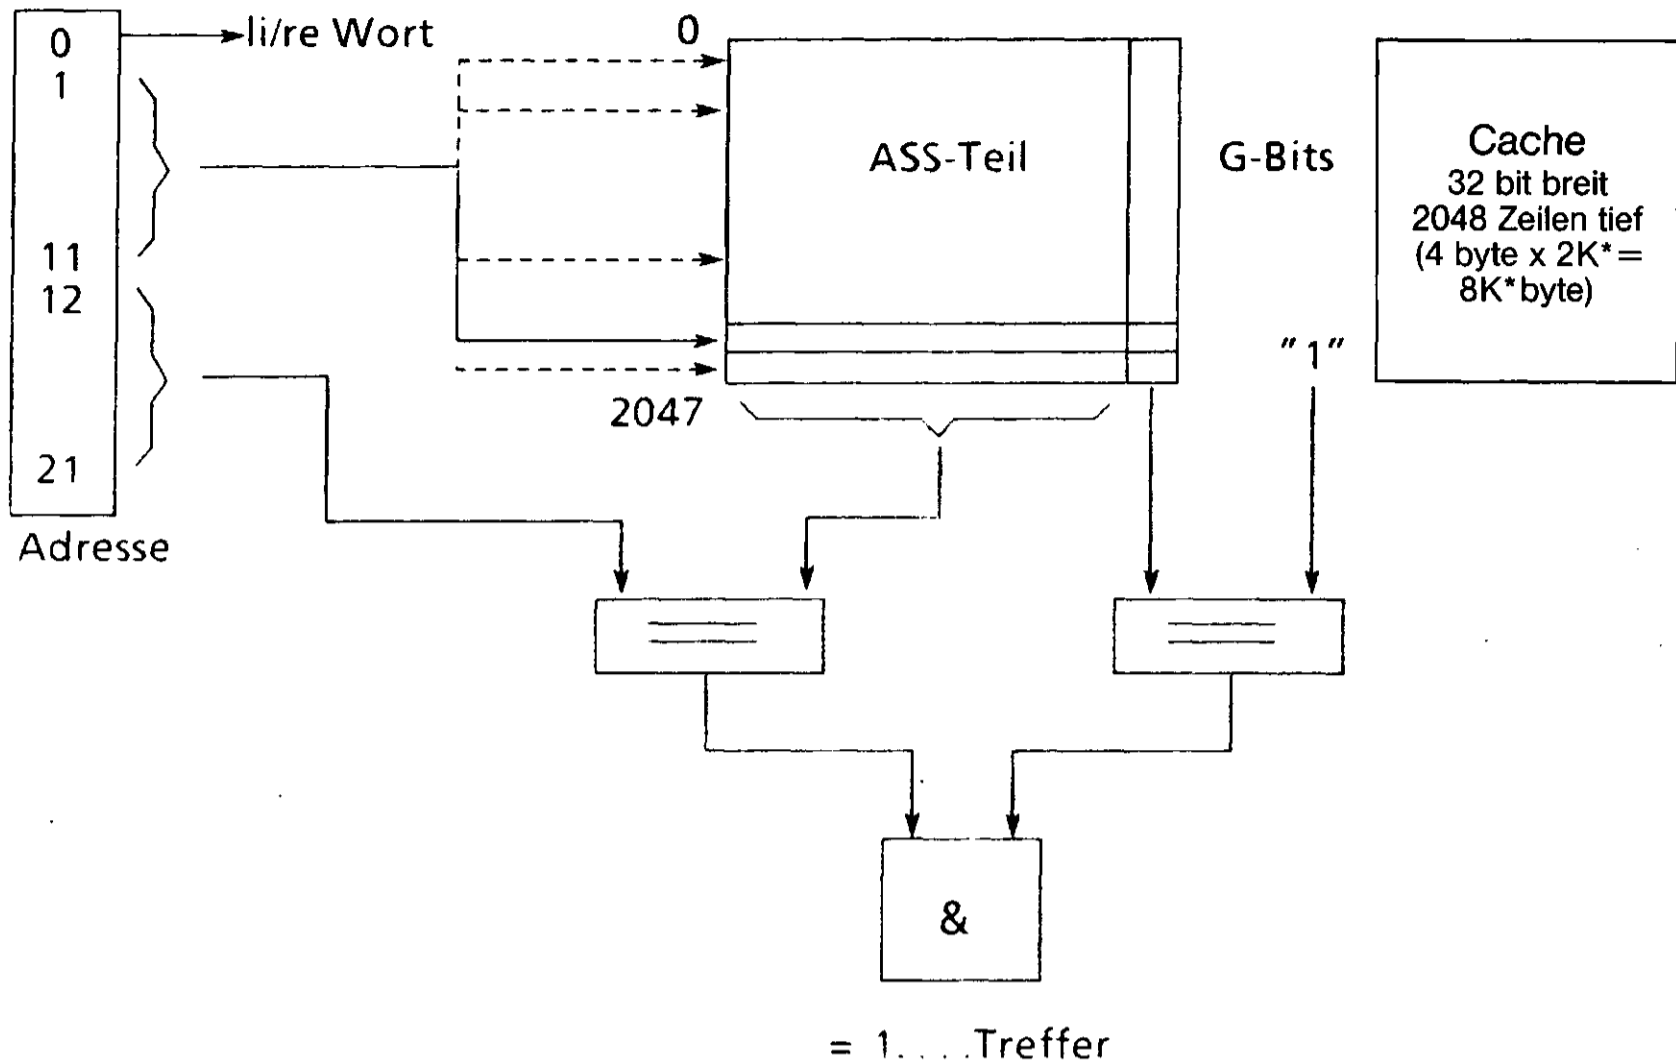 0
1
11
12
21
Adresse
li/re Wort
0
2047
ASS-Teil
G-Bits
"1"
Cache
32 bit breit
2048 Zeilen tief
(4 byte x 2K*=
8K*byte)
&
= 1....Treffer